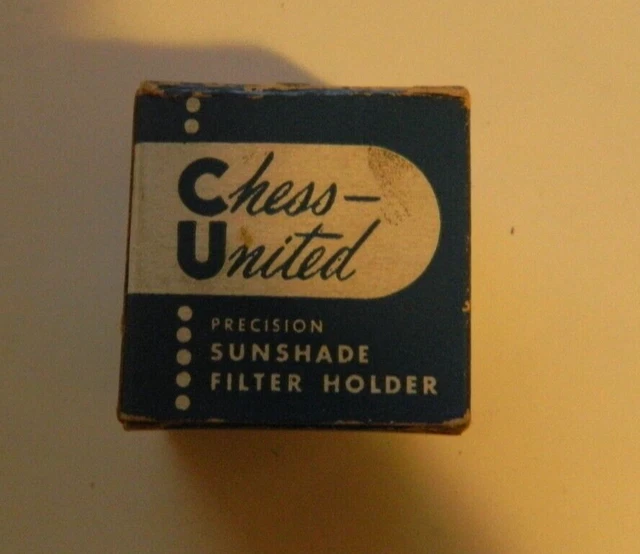 Chess-
United
PRECISION
SUNSHADE
FILTER HOLDER